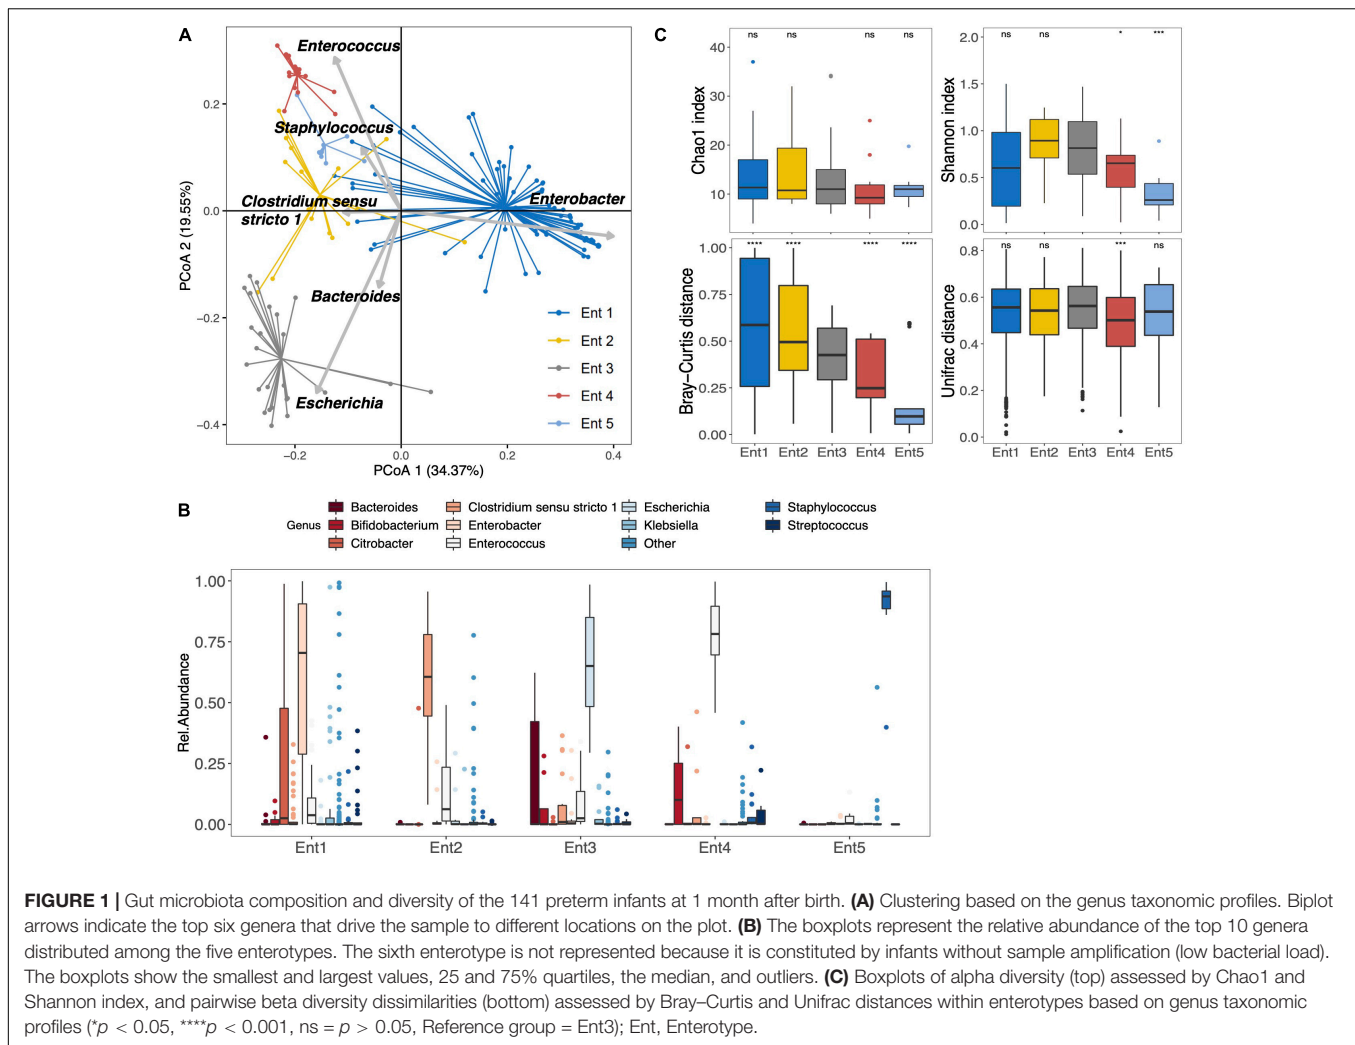 A
Enterococcus
Staphylococcus
Clostridium sensu
stricto 1
Enterobacter
Bacteroides
Escherichia
0.2
0.0
−0.2
−0.4
PCoA 2 (19.55%)
−0.2
0.0
0.2
0.4
PCoA 1 (34.37%)
Ent 1
Ent 2
Ent 3
Ent 4
Ent 5
C
ns
ns
ns
ns
40
30
20
10
Chao1 index
ns
ns
*
***
2.0
1.5
1.0
0.5
0.0
Shannon index
****
****
****
****
1.00
0.75
0.50
0.25
0.00
Bray−Curtis distance
Ent1 Ent2 Ent3 Ent4 Ent5
ns
ns
***
ns
0.8
0.6
0.4
0.2
0.0
Unifrac distance
Ent1 Ent2 Ent3 Ent4 Ent5
B
Genus
Bacteroides
Bifidobacterium
Citrobacter
Clostridium sensu stricto 1
Enterobacter
Enterococcus
Escherichia
Klebsiella
Other
Staphylococcus
Streptococcus
1.00
0.75
0.50
0.25
0.00
Rel.Abundance
Ent1 Ent2 Ent3 Ent4 Ent5
FIGURE 1 | Gut microbiota composition and diversity of the 141 preterm infants at 1 month after birth. (A) Clustering based on the genus taxonomic profiles. Biplot
arrows indicate the top six genera that drive the sample to different locations on the plot. (B) The boxplots represent the relative abundance of the top 10 genera
distributed among the five enterotypes. The sixth enterotype is not represented because it is constituted by infants without sample amplification (low bacterial load).
The boxplots show the smallest and largest values, 25 and 75% quartiles, the median, and outliers. (C) Boxplots of alpha diversity (top) assessed by Chao1 and
Shannon index, and pairwise beta diversity dissimilarities (bottom) assessed by Bray–Curtis and Unifrac distances within enterotypes based on genus taxonomic
profiles (*p < 0.05, ****p < 0.001, ns = p > 0.05, Reference group = Ent3); Ent, Enterotype.